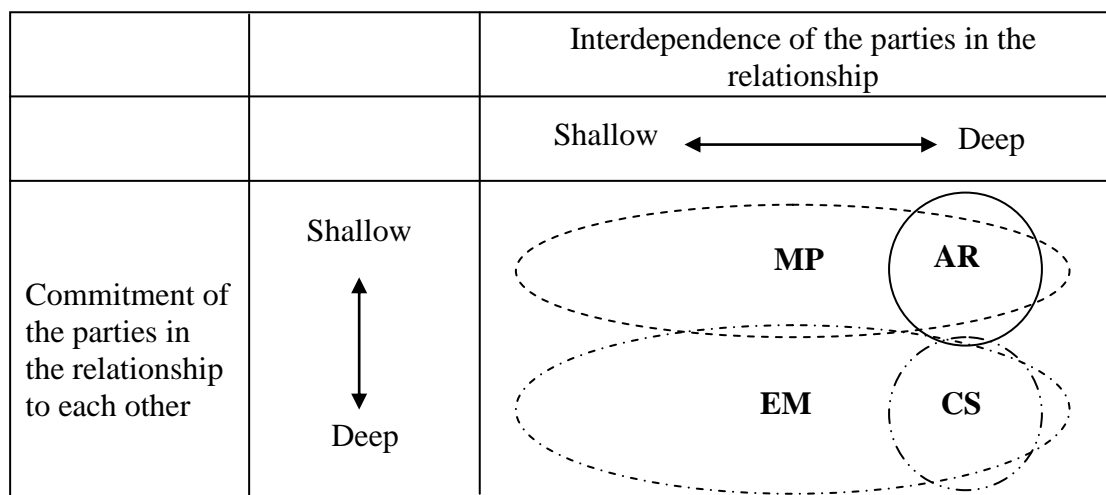 Interdependence of the parties in the
relationship
Shallow
Deep
Shallow
MP
AR
Commitment of
the parties in
the relationship
to each other
EM
CS
Deep